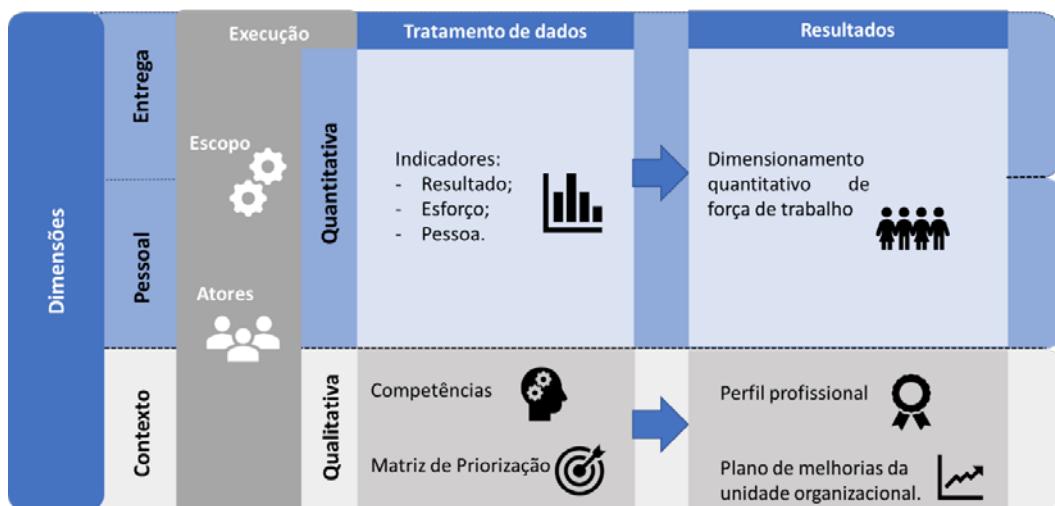 Execução
Tratamento de dados
Resultados
Dimensões
Entrega
Pessoal
Contexto
Escopo
Atores
Quantitativa
Indicadores:
- Resultado;
- Esforço;
- Pessoa.
Dimensionamento
quantitativo de
força de trabalho
Qualitativa
Competências
Matriz de Priorização
Perfil profissional
Plano de melhorias da
unidade organizacional.